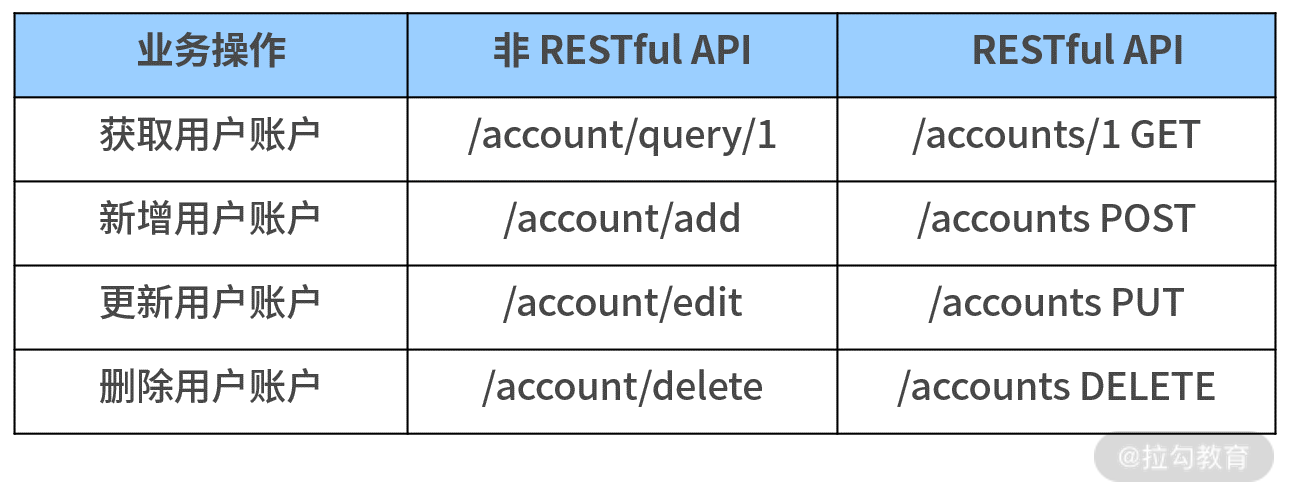 业务操作 非 RESTful API RESTful API
获取用户账户 /account/query/1 /accounts/1 GET
新增用户账户 /account/add /accounts POST
更新用户账户 /account/edit /accounts PUT
删除用户账户 /account/delete /accounts DELETE
@拉勾教育